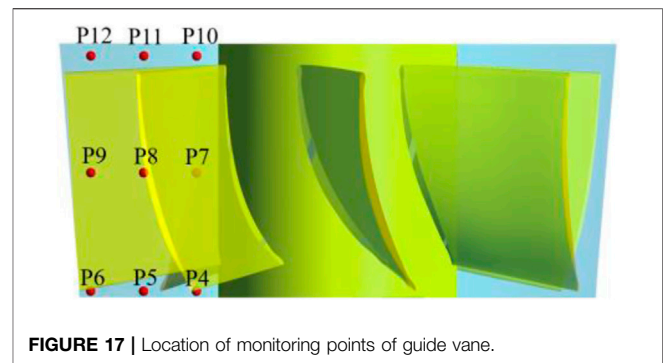 P12 P11 P10
P9 P8 P7
P6 P5 P4
FIGURE 17 | Location of monitoring points of guide vane.